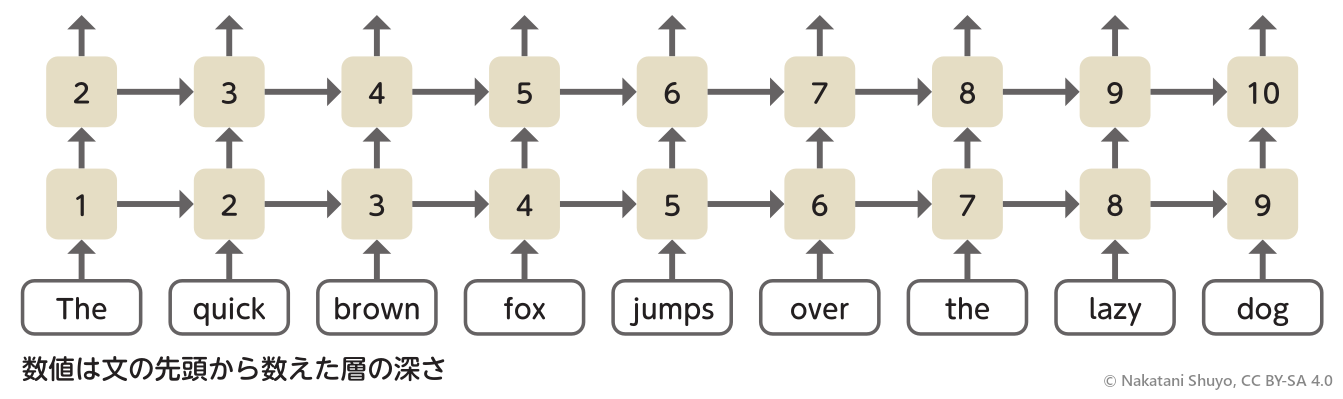 2 3 4 5 6 7 8 9 10
1 2 3 4 5 6 7 8 9
The quick brown fox jumps over the lazy dog
数値は文の先頭から数えた層の深さ
© Nakatani Shuyo, CC BY-SA 4.0